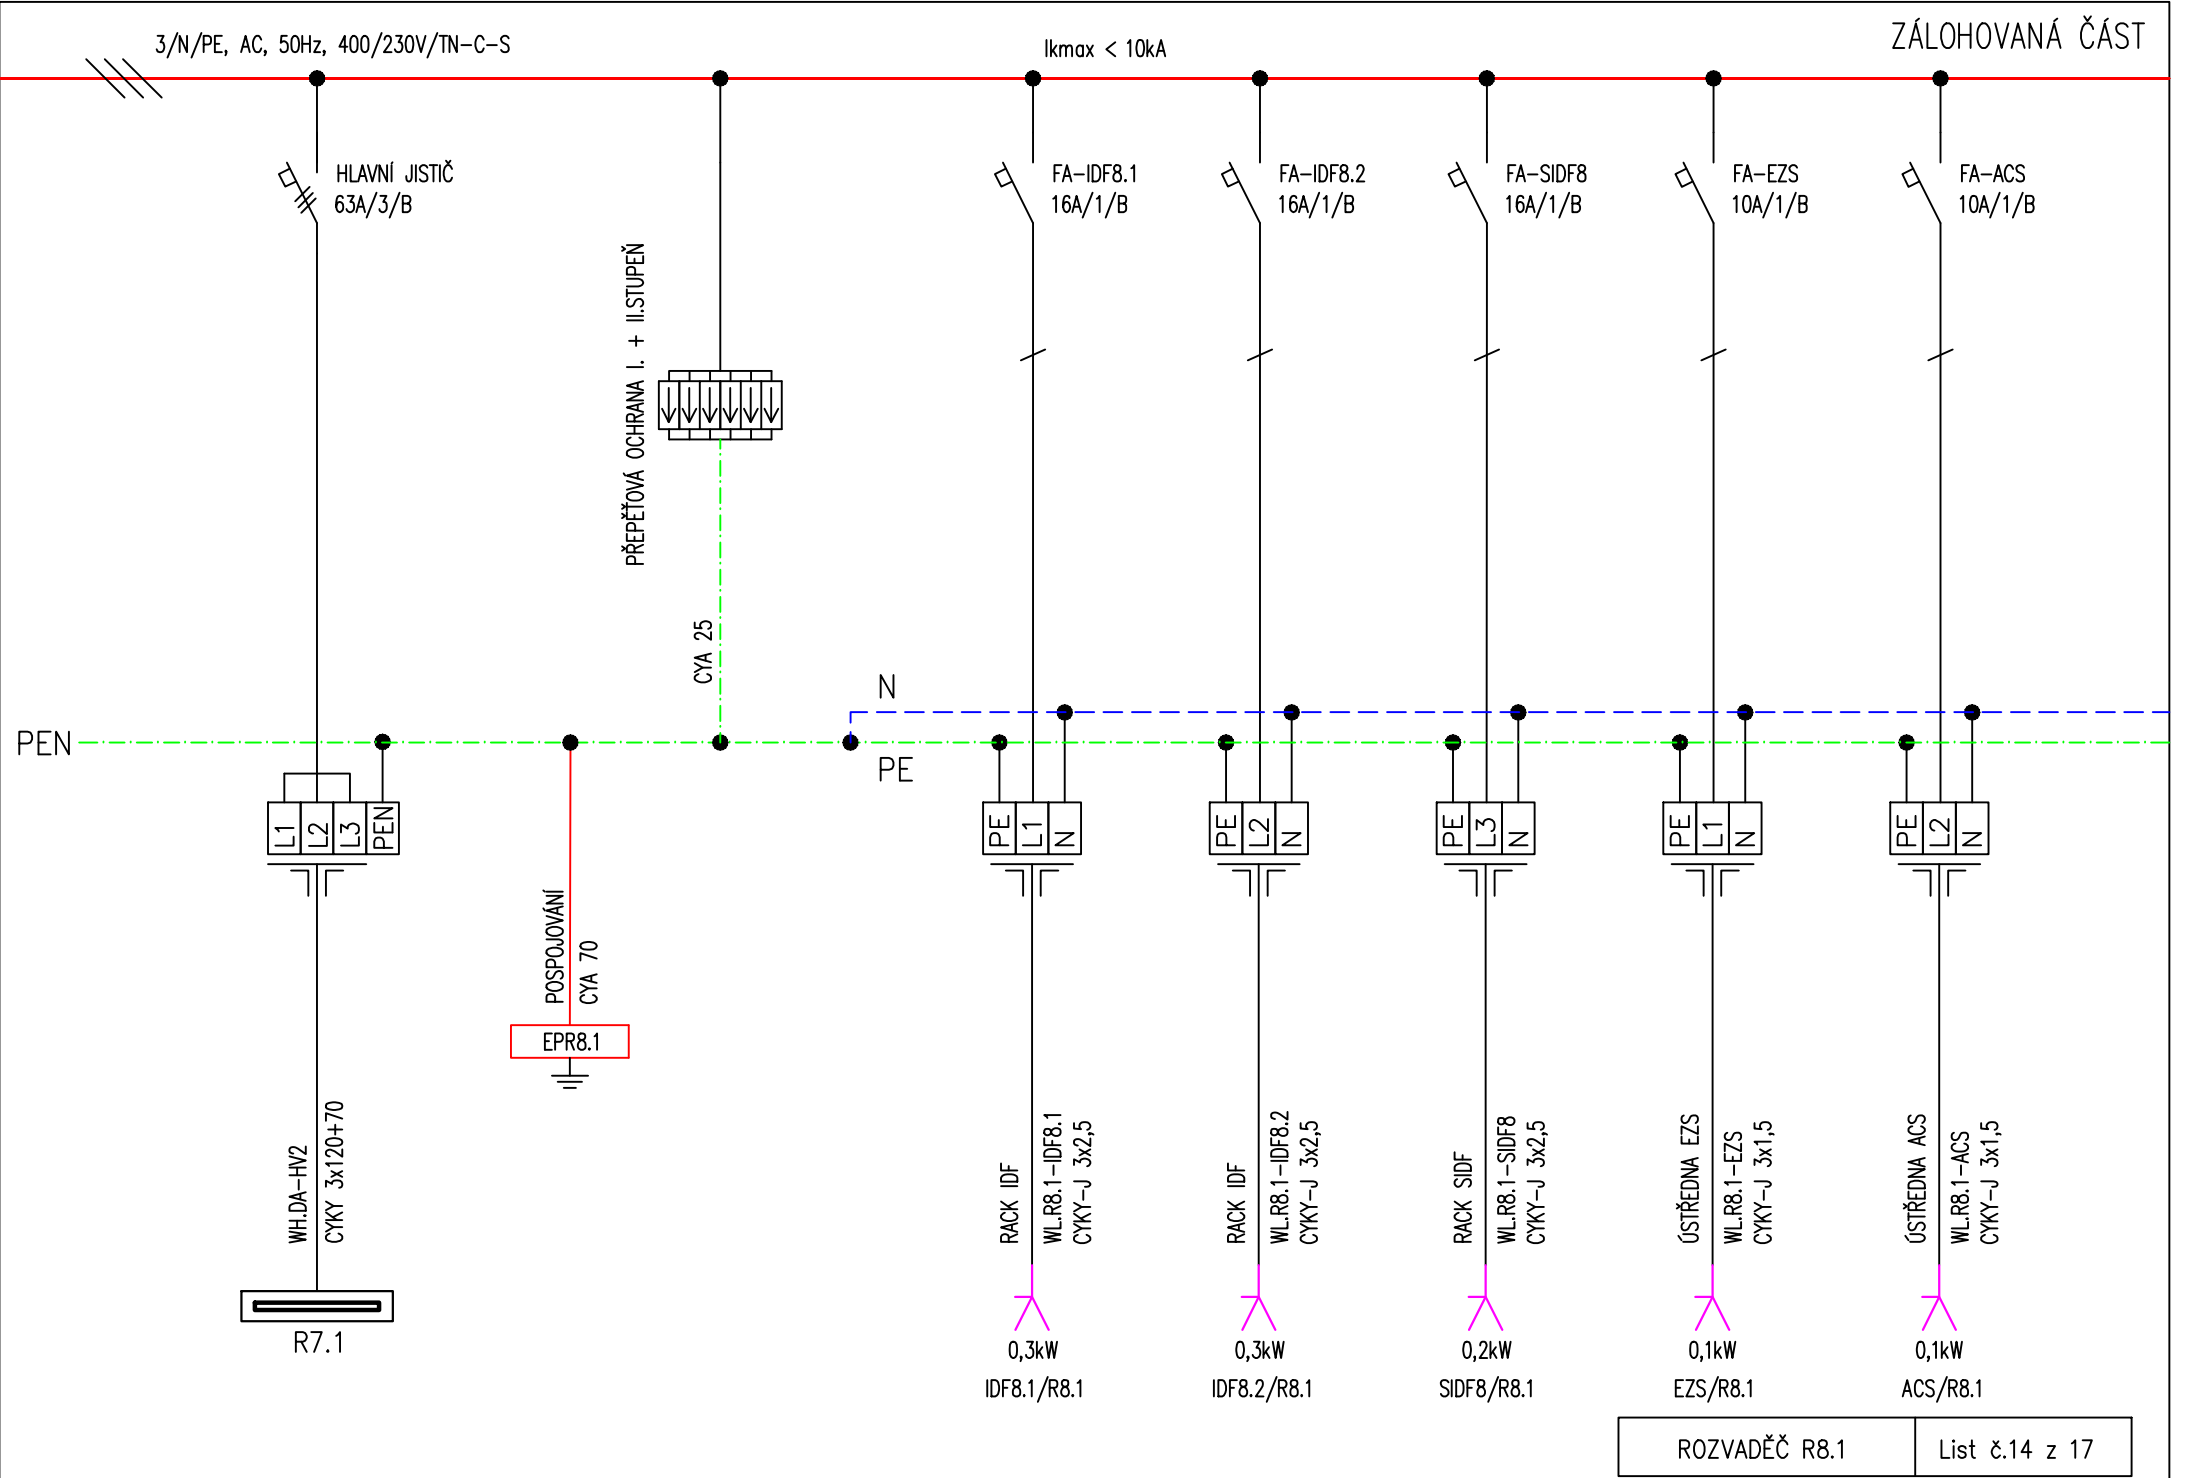 3/N/PE, AC, 50Hz, 400/230V/TN-C-S
Ikmax < 10kA
ZÁLOHOVANÁ ČÁST
HLAVNÍ JISTIČ
63A/3/B
FA-IDF8.1
16A/1/B
FA-IDF8.2
16A/1/B
FA-SIDF8
16A/1/B
FA-EZS
10A/1/B
FA-ACS
10A/1/B
PŘEPĚŤOVÁ OCHRANA I. + II.STUPEŇ
CYA 25
N
PEN
PE
L1
L2
L3
PEN
PE
L1
N
PE
L2
N
PE
L3
N
PE
L1
N
PE
L2
N
POSPOJOVÁNÍ
CYA 70
EPR8.1
WH.DA-HV2
CYKY 3x120+70
R7.1
RACK IDF
WL.R8.1-IDF8.1
CYKY-J 3x2,5
RACK IDF
WL.R8.1-IDF8.2
CYKY-J 3x2,5
RACK SIDF
WL.R8.1-SIDF8
CYKY-J 3x2,5
ÚSTŘEDNA EZS
WL.R8.1-EZS
CYKY-J 3x1,5
ÚSTŘEDNA ACS
WL.R8.1-ACS
CYKY-J 3x1,5
0,3kW
IDF8.1/R8.1
0,3kW
IDF8.2/R8.1
0,2kW
SIDF8/R8.1
0,1kW
EZS/R8.1
0,1kW
ACS/R8.1
ROZVADĚČ R8.1
List č.14 z 17